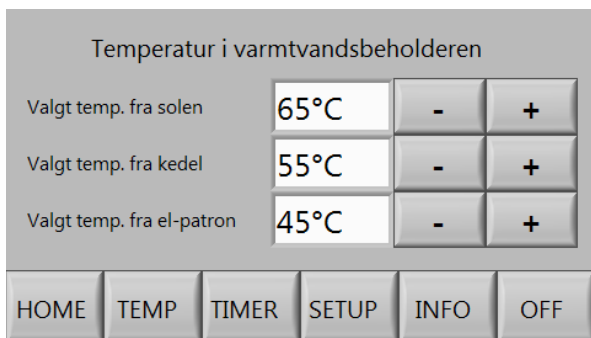 Temperatur i varmtvandsbeholderen
Valgt temp. fra solen 65°C - +
Valgt temp. fra kedel 55°C - +
Valgt temp. fra el-patron 45°C - +
HOME TEMP TIMER SETUP INFO OFF